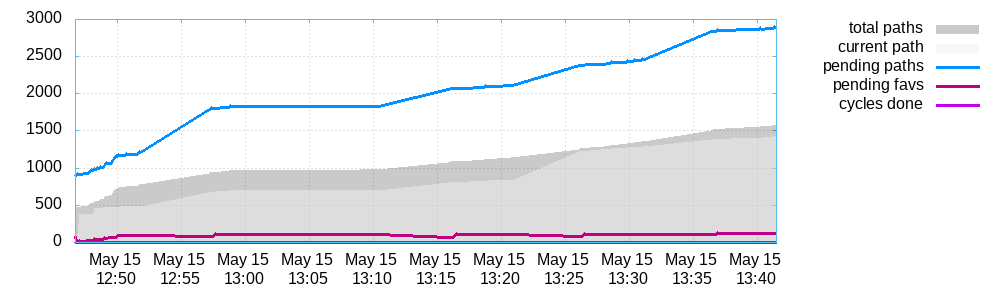 3000
2500
2000
1500
1000
500
0
May 15 May 15 May 15 May 15 May 15 May 15 May 15 May 15 May 15 May 15 May 15
12:50 12:55 13:00 13:05 13:10 13:15 13:20 13:25 13:30 13:35 13:40
total paths
current path
pending paths
pending favs
cycles done